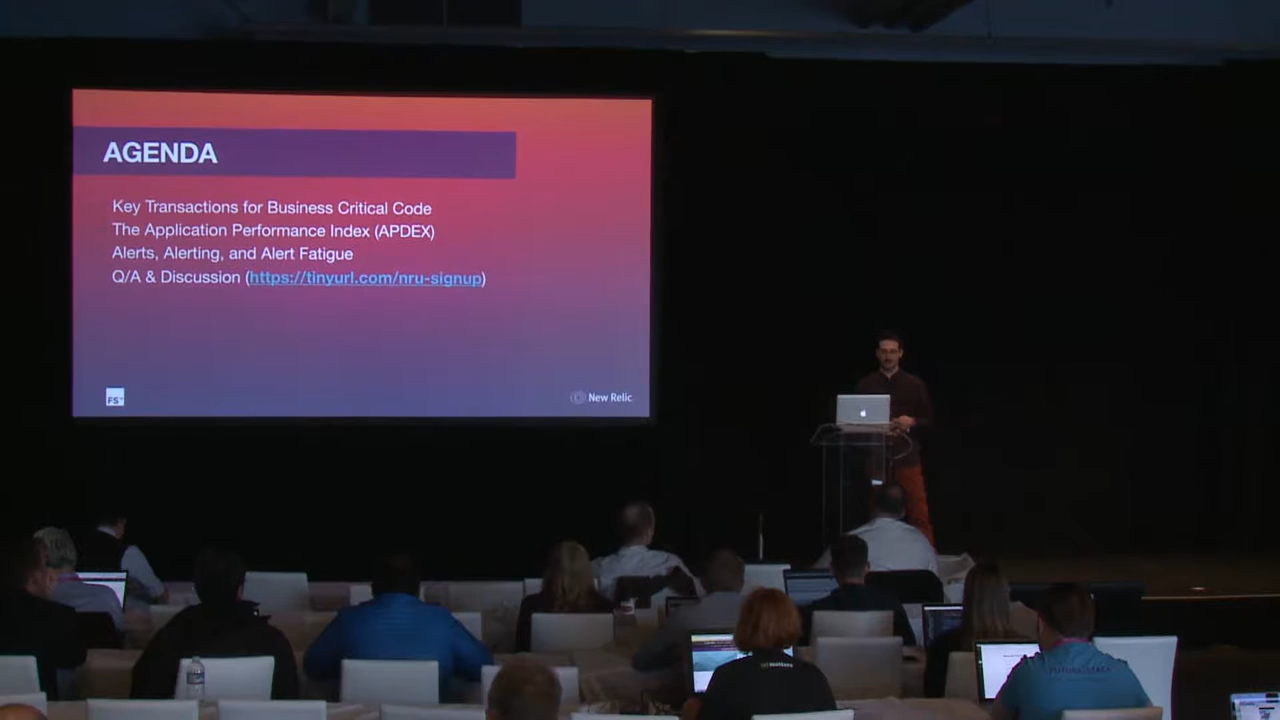 AGENDA
Key Transactions for Business Critical Code
The Application Performance Index (APDEX)
Alerts, Alerting, and Alert Fatigue
Q/A & Discussion (https://tinyurl.com/nru-signup)
FS
New Relic
FUTURESTACK